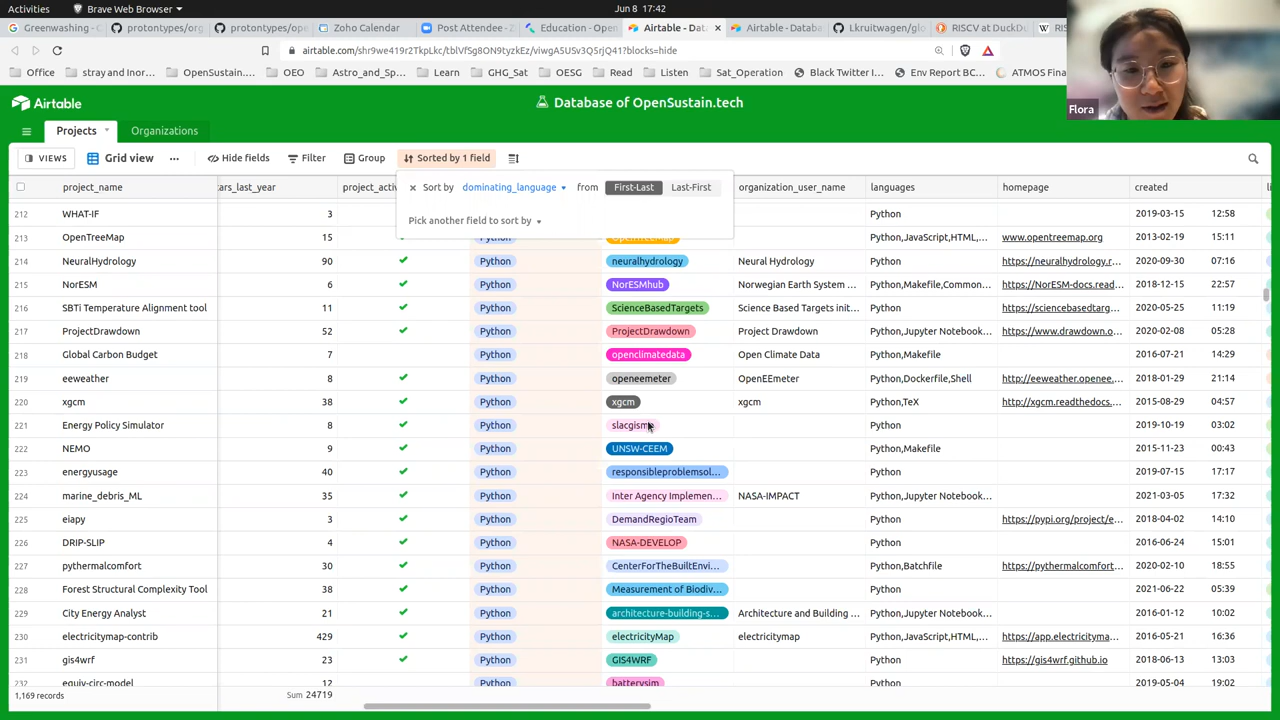 Activities Brave Web Browser Jun 8 17:42
Greenwashing - C protontypes/o protontypes/o Zoho Calendar Post Attendee - Z Education - Open Airtable - Data Airtable - Databa Lkruitwagen/glo RISCV at DuckD W RIS
airtable.com/shr9we419r2TkpLkc/tblVfSg8ON9tyzkEz/viwgA5USv3Q5rjQ41?blocks=hide
Office stray and Inor... OpenSustain.... OEO Astro_and_Sp... Learn GHG_Sat OESG Read Listen Sat_Operation Black Twitter I... Env Report BC... ATMOS Fina
Flora
Airtable Database of OpenSustain.tech
Projects Organizations
VIEWS Grid view ... Hide fields Filter Group Sorted by 1 field
project_name ars_last_year project_activ organization_user_name languages homepage created li
Sort by dominating_language from First-Last Last-First
Pick another field to sort by
212 WHAT-IF 3 Python 2019-03-15 12:58
213 OpenTreeMap 15 Python OpenTreeMap Python,JavaScript,HTML,... www.opentreemap.org 2013-02-19 15:11
214 NeuralHydrology 90 Python neuralhydrology Neural Hydrology Python https://neuralhydrology.r... 2020-09-30 07:16
215 NorESM 6 Python NorESMhub Norwegian Earth System ... Python,Makefile,Common... https://NorESM-docs.read... 2018-12-15 22:57
216 SBTi Temperature Alignment tool 11 Python ScienceBasedTargets Science Based Targets init... Python https://sciencebasedtarg... 2020-05-25 11:19
217 ProjectDrawdown 52 Python ProjectDrawdown Project Drawdown Python,Jupyter Notebook... https://www.drawdown.o... 2020-02-08 05:28
218 Global Carbon Budget 7 Python openclimatedata Open Climate Data Python,Makefile 2016-07-21 14:29
219 eeweather 8 Python openeemeter OpenEEmeter Python,Dockerfile,Shell http://eeweather.openee... 2018-01-29 21:14
220 xgcm 38 Python xgcm xgcm Python,TeX http://xgcm.readthedocs.... 2015-08-29 04:57
221 Energy Policy Simulator 8 Python slacgismo Python 2019-10-19 03:02
222 NEMO 9 Python UNSW-CEEM Python,Makefile 2015-11-23 00:43
223 energyusage 40 Python responsibleproblemsol... Python 2019-07-15 17:17
224 marine_debris_ML 35 Python Inter Agency Implemen... NASA-IMPACT Python,Jupyter Notebook... 2021-03-05 17:32
225 eiapy 3 Python DemandRegioTeam Python https://pypi.org/project/e... 2018-04-02 14:10
226 DRIP-SLIP 4 Python NASA-DEVELOP Python 2016-06-24 15:01
227 pythermalcomfort 30 Python CenterForTheBuiltEnvi... Python,Batchfile https://pythermalcomfort... 2020-02-10 18:55
228 Forest Structural Complexity Tool 38 Python Measurement of Biodiv... Python 2021-06-22 05:39
229 City Energy Analyst 21 Python architecture-building-s... Architecture and Building ... Python,Jupyter Notebook... 2016-01-12 10:02
230 electricitymap-contrib 429 Python electricityMap electricitymap Python,JavaScript,HTML,... https://app.electricityma... 2016-05-21 16:36
231 gis4wrf 23 Python GIS4WRF Python https://gis4wrf.github.io 2018-06-13 13:03
232 equiv-circ-model 12 Python batterysim Python 2019-05-04 19:02
1,169 records Sum 24719